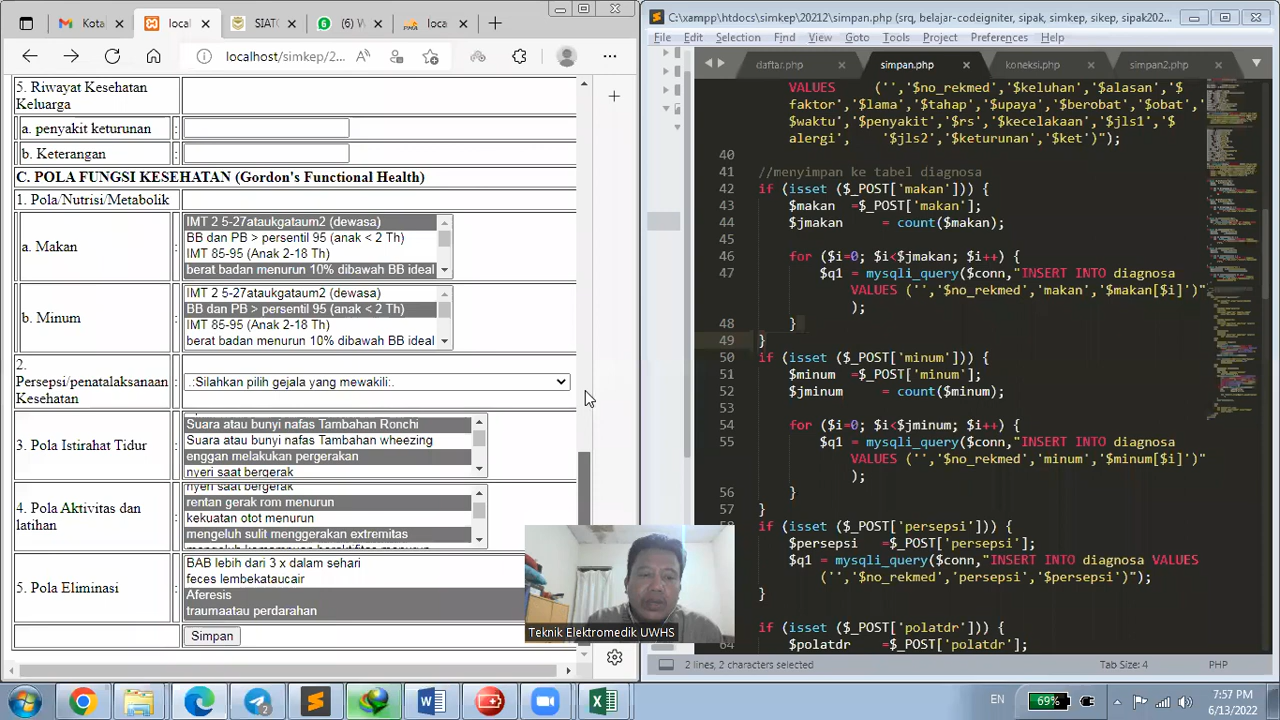 Kota
local
SIAT
(6) W
loca
localhost/simkep/2...
5. Riwayat Kesehatan
Keluarga
a. penyakit keturunan :
b. Keterangan :
C. POLA FUNGSI KESEHATAN (Gordon's Functional Health)
1. Pola/Nutrisi/Metabolik
a. Makan :
IMT 2 5-27ataukgataum2 (dewasa)
BB dan PB > persentil 95 (anak < 2 Th)
IMT 85-95 (Anak 2-18 Th)
berat badan menurun 10% dibawah BB ideal
b. Minum :
IMT 2 5-27ataukgataum2 (dewasa)
BB dan PB > persentil 95 (anak < 2 Th)
IMT 85-95 (Anak 2-18 Th)
berat badan menurun 10% dibawah BB ideal
2.
Persepsi/penatalaksanaan :
Kesehatan
.:Silahkan pilih gejala yang mewakili:.
3. Pola Istirahat Tidur :
Suara atau bunyi nafas Tambahan Ronchi
Suara atau bunyi nafas Tambahan wheezing
enggan melakukan pergerakan
nyeri saat bergerak
4. Pola Aktivitas dan
latihan :
nyeri saat bergerak
rentan gerak rom menurun
kekuatan otot menurun
mengeluh sulit menggerakan extremitas
5. Pola Eliminasi :
BAB lebih dari 3 x dalam sehari
feces lembekataucair
Aferesis
traumaatau perdarahan
Simpan
Teknik Elektromedik UWHS
C:\xampp\htdocs\simkep\20212\simpan.php (srq, belajar-codeigniter, sipak, simkep, sikep, sipak202...
File Edit Selection Find View Goto Tools Project Preferences Help
daftar.php simpan.php koneksi.php simpan2.php
VALUES ('','$no_rekmed','$keluhan','$alasan','$
faktor','$lama','$tahap','$upaya','$berobat','$obat','
$waktu','$penyakit','$rs','$kecelakaan','$jls1','$
alergi', '$jls2','$keturunan','$ket')");
40
41 //menyimpan ke tabel diagnosa
42 if (isset ($_POST['makan'])) {
43 $makan =$_POST['makan'];
44 $jmakan = count($makan);
45
46 for ($i=0; $i<$jmakan; $i++) {
47 $q1 = mysqli_query($conn,"INSERT INTO diagnosa
VALUES ('','$no_rekmed','makan','$makan[$i]')"
);
48 }
49 }
50 if (isset ($_POST['minum'])) {
51 $minum =$_POST['minum'];
52 $jminum = count($minum);
53
54 for ($i=0; $i<$jminum; $i++) {
55 $q1 = mysqli_query($conn,"INSERT INTO diagnosa
VALUES ('','$no_rekmed','minum','$minum[$i]')"
);
56 }
57 }
if (isset ($_POST['persepsi'])) {
$persepsi =$_POST['persepsi'];
$q1 = mysqli_query($conn,"INSERT INTO diagnosa VALUES
('','$no_rekmed','persepsi','$persepsi')");
}
if (isset ($_POST['polatdr'])) {
64 $polatdr =$_POST['polatdr'];
2 lines, 2 characters selected
Tab Size: 4
PHP
EN
69%
7:57 PM
6/13/2022